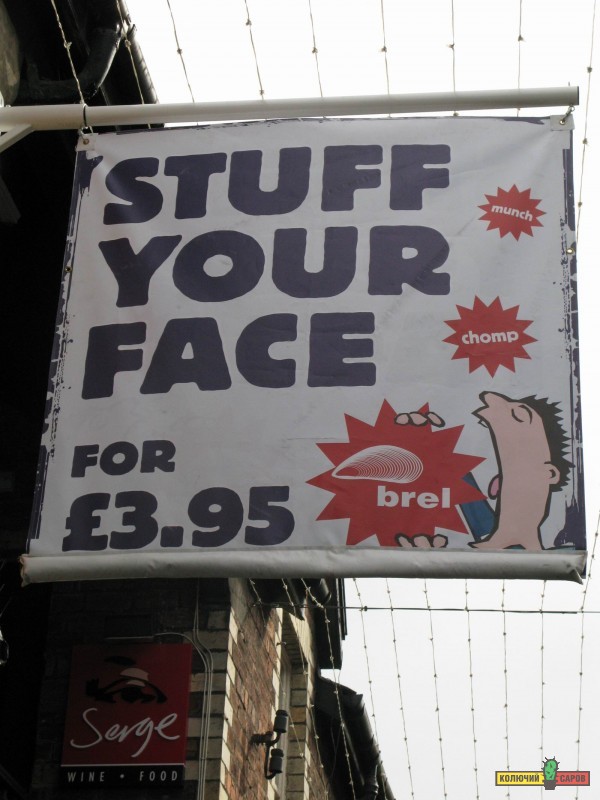 STUFF
YOUR
FACE
munch
chomp
FOR
£3.95
brel
Serge
WINE • FOOD
КОЛЮЧИЙ САРОВ